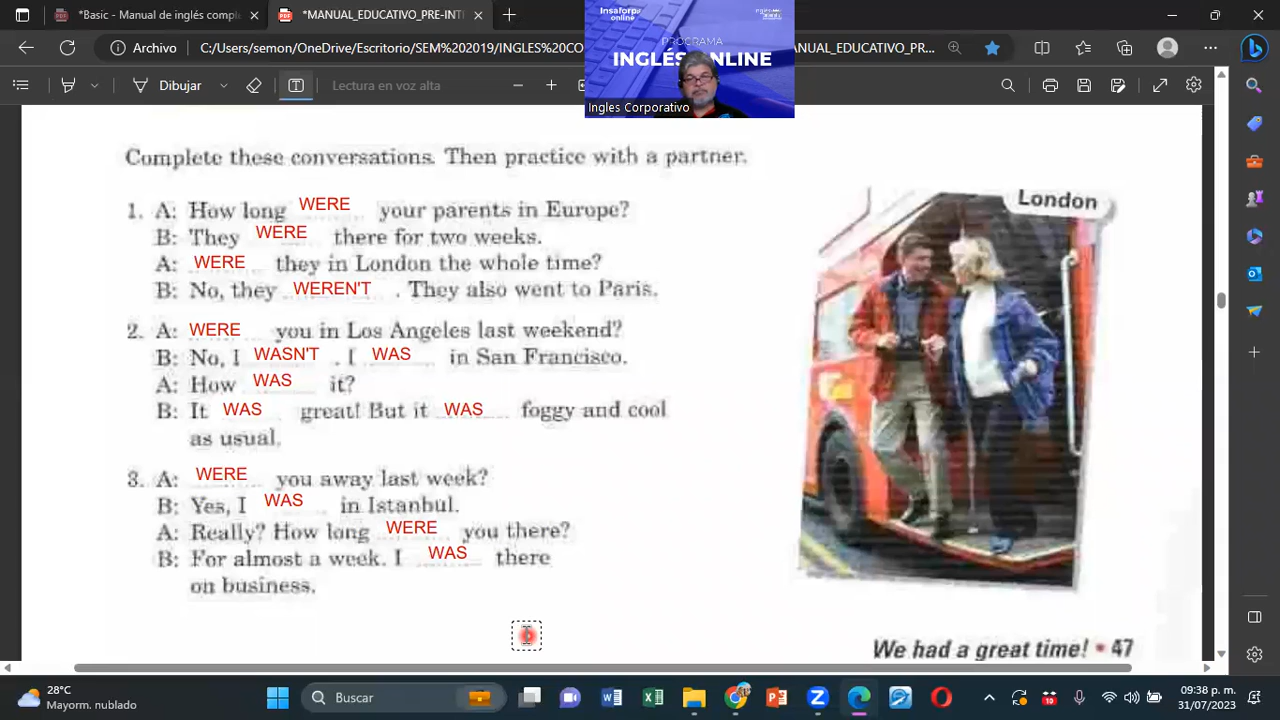 Basic - Manual de inglés comple
*MANUAL_EDUCATIVO_PRE-INT
Archivo
C:/Users/semon/OneDrive/Escritorio/SEM%202019/INGLES%20CO
ANUAL_EDUCATIVO_PR...
Dibujar
Lectura en voz alta
Insaforp
online
PROGRAMA
INGLÉS ONLINE
Ingles Corporativo
Complete these conversations. Then practice with a partner.
1. A: How long WERE your parents in Europe?
B: They WERE there for two weeks.
A: WERE they in London the whole time?
B: No, they WEREN'T . They also went to Paris.
2. A: WERE you in Los Angeles last weekend?
B: No, I WASN'T . I WAS in San Francisco.
A: How WAS it?
B: It WAS great! But it WAS foggy and cool
as usual.
3. A: WERE you away last week?
B: Yes, I WAS in Istanbul.
A: Really? How long WERE you there?
B: For almost a week. I WAS there
on business.
London
We had a great time! • 47
28°C
Mayorm. nublado
Buscar
09:38 p. m.
31/07/2023